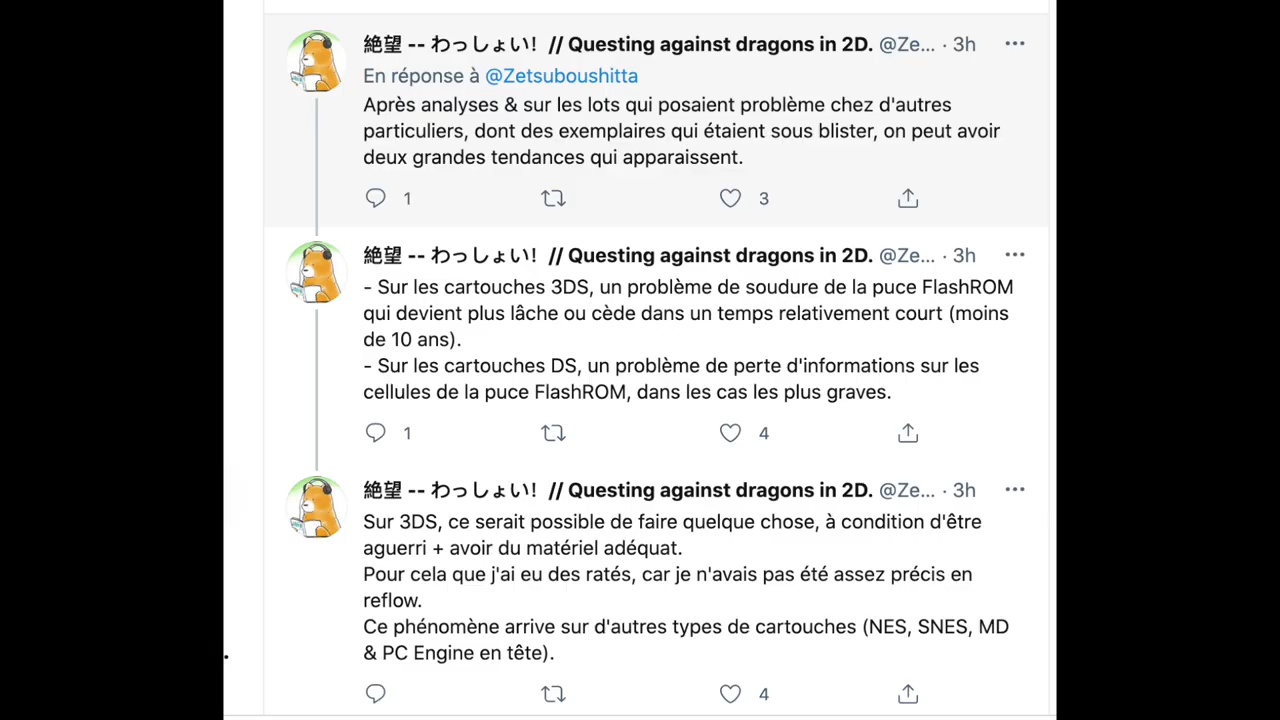 絶望 -- わっしょい！ // Questing against dragons in 2D. @Ze... · 3h
En réponse à @Zetsuboushitta
Après analyses & sur les lots qui posaient problème chez d'autres
particuliers, dont des exemplaires qui étaient sous blister, on peut avoir
deux grandes tendances qui apparaissent.
1 3
絶望 -- わっしょい！ // Questing against dragons in 2D. @Ze... · 3h
- Sur les cartouches 3DS, un problème de soudure de la puce FlashROM
qui devient plus lâche ou cède dans un temps relativement court (moins
de 10 ans).
- Sur les cartouches DS, un problème de perte d'informations sur les
cellules de la puce FlashROM, dans les cas les plus graves.
1 4
絶望 -- わっしょい！ // Questing against dragons in 2D. @Ze... · 3h
Sur 3DS, ce serait possible de faire quelque chose, à condition d'être
aguerri + avoir du matériel adéquat.
Pour cela que j'ai eu des ratés, car je n'avais pas été assez précis en
reflow.
Ce phénomène arrive sur d'autres types de cartouches (NES, SNES, MD
& PC Engine en tête).
4